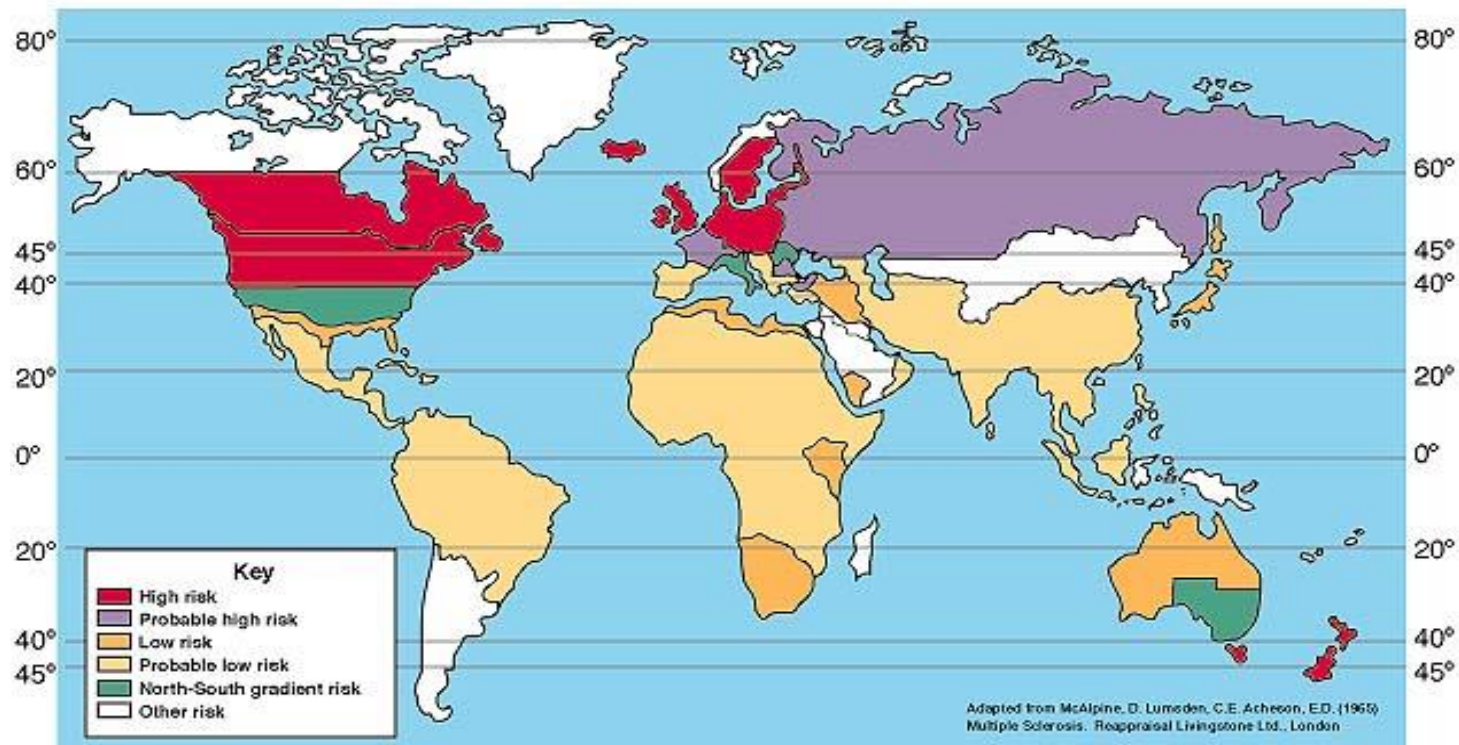 80° 80°
60° 60°
45° 45°
40° 40°
20° 20°
0° 0°
20° 20°
40° 40°
45° 45°
Key
High risk
Probable high risk
Low risk
Probable low risk
North-South gradient risk
Other risk
Adapted from McAlpine, D. Lumsden, C.E. Acheson, E.D. (1965)
Multiple Sclerosis. Reappraisal Livingstone Ltd., London